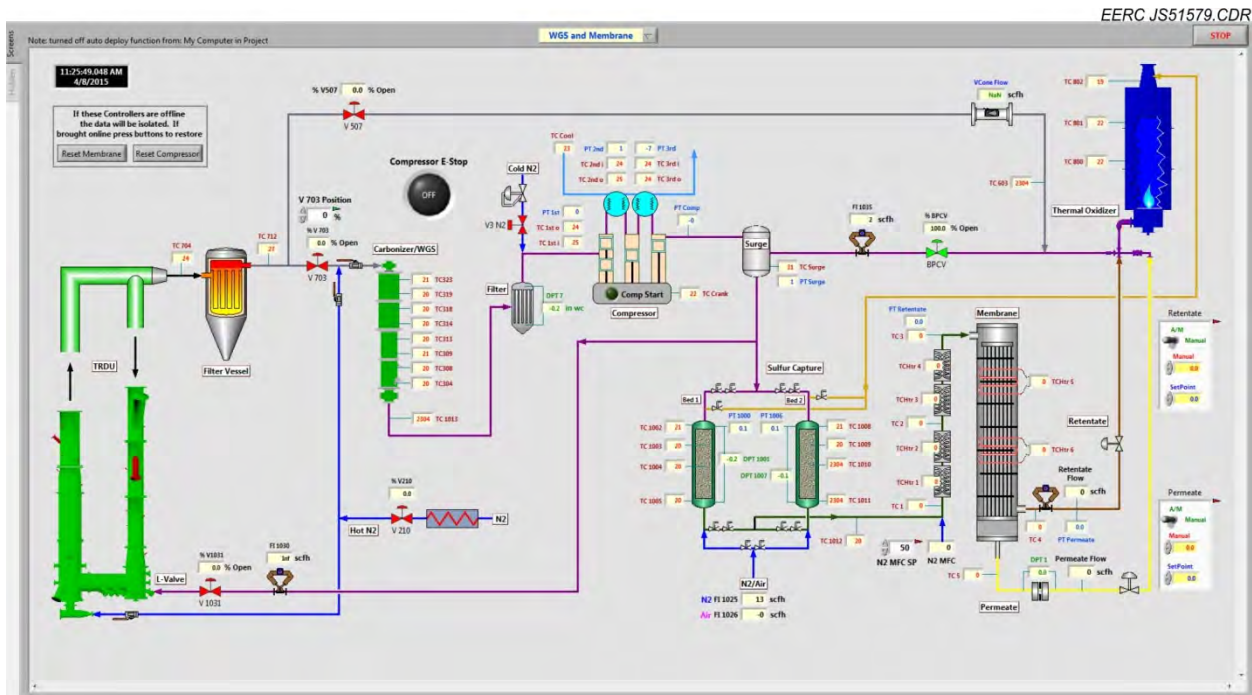 EERC JS51579.CDR
Screens
Note: turned off auto deploy function from: My Computer in Project
WGS and Membrane
STOP
11:25:49.048 AM
4/8/2015
If these Controllers are offline
the data will be isolated. If
brought online press buttons to restore
Reset Membrane
Reset Compressor
% V507 0.0 % Open
V 507
VCone Flow
NaN scfh
TC 802 19
TC 801 22
TC 800 22
Thermal Oxidizer
TC 603 2304
Compressor E-Stop
OFF
Cold N2
V3 N2
TC Cool
23
PT 2nd 1
-7 PT 3rd
TC 2nd i 24
24 TC 3rd i
TC 2nd o 25
24 TC 3rd o
PT 1st 0
TC 1st o 24
TC 1st i 25
PT Comp
-0
Comp Start
Compressor
22 TC Crank
Surge
21 TC Surge
1 PT Surge
FI 1035
2 scfh
% BPCV
100.0 % Open
BPCV
V 703 Position
0 %
% V 703
0.0 % Open
V 703
TC 704
24
TC 712
27
Filter Vessel
TRDU
Carbonizer/WGS
21 TC323
20 TC319
20 TC318
20 TC314
20 TC313
21 TC309
20 TC308
20 TC304
2304 TC 1013
Filter
DPT 7
-0.2 in wc
Sulfur Capture
Bed 1
Bed 2
PT 1000
0.1
PT 1006
0.1
TC 1002 21
TC 1003 20
TC 1004 20
TC 1005 20
-0.2 DPT 1001
DPT 1007 -0.1
21 TC 1008
20 TC 1009
2304 TC 1010
2304 TC 1011
TC 1012 20
N2/Air
N2 FI 1025 13 scfh
Air FI 1026 -0 scfh
PT Retentate
0.0
TC 3 0
TCHtr 4 0
TCHtr 3 0
TC 2 0
TCHtr 2 0
TCHtr 1 0
TC 1 0
Membrane
0 TCHtr 5
0 TCHtr 6
50
N2 MFC SP
0
N2 MFC
Retentate
Retentate
Flow
0 scfh
0
TC 4
0.0
PT Permeate
TC 5 0
DPT 1
0.0
Permeate Flow
0 scfh
Permeate
Retentate
A/M
Manual
Manual
0.0
SetPoint
0.0
Permeate
A/M
Manual
Manual
0.0
SetPoint
0.0
% V210
0.0
V 210
Hot N2
N2
% V1031
0.0 % Open
V 1031
L-Valve
FI 1030
Inf scfh